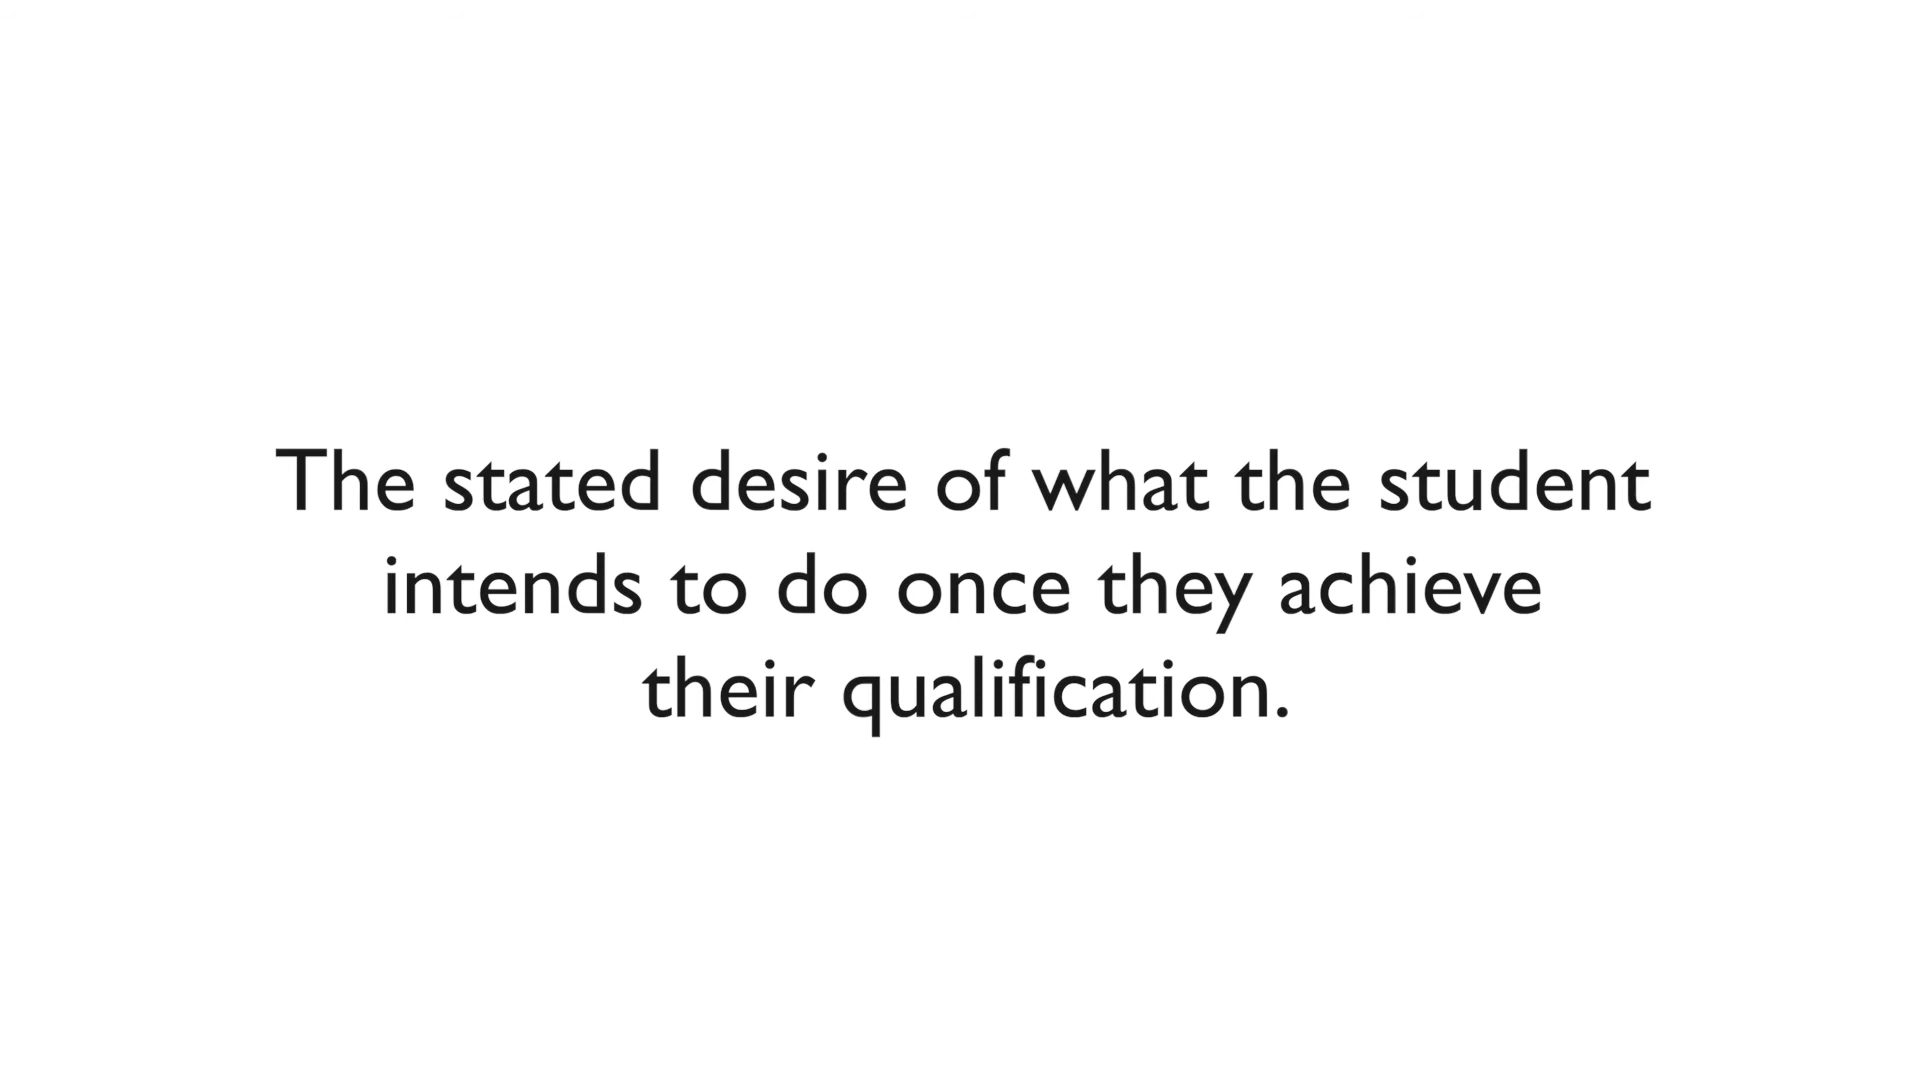 The stated desire of what the student
intends to do once they achieve
their qualification.